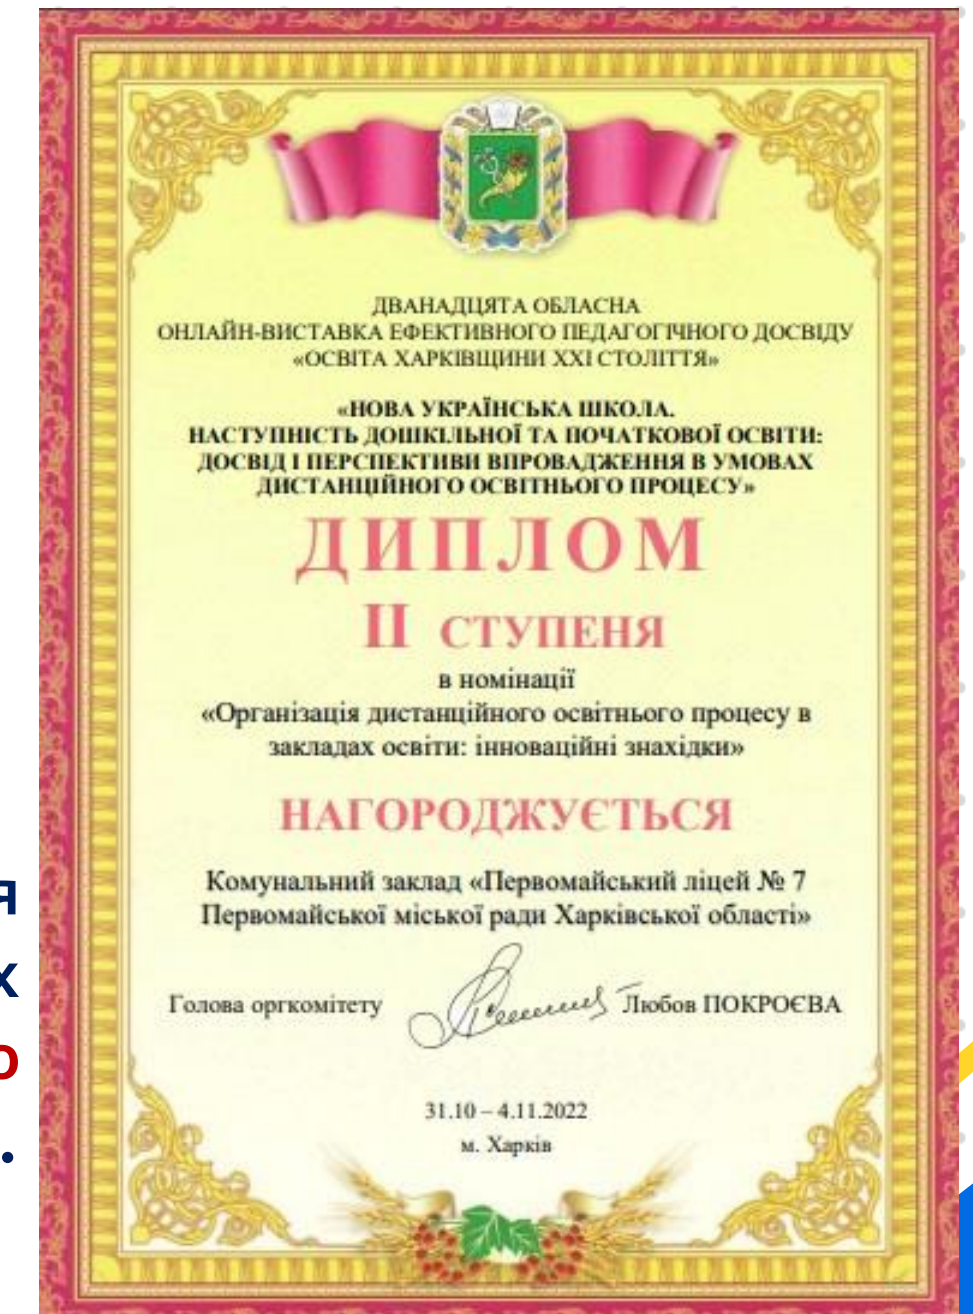 ДВАНАДЦЯТА ОБЛАСНА
ОНЛАЙН-ВИСТАВКА ЕФЕКТИВНОГО ПЕДАГОГІЧНОГО ДОСВІДУ
«ОСВІТА ХАРКІВЩИНИ ХХІ СТОЛІТТЯ»
«НОВА УКРАЇНСЬКА ШКОЛА.
НАСТУПНІСТЬ ДОШКІЛЬНОЇ ТА ПОЧАТКОВОЇ ОСВІТИ:
ДОСВІД І ПЕРСПЕКТИВИ ВПРОВАДЖЕННЯ В УМОВАХ
ДИСТАНЦІЙНОГО ОСВІТНЬОГО ПРОЦЕСУ»
ДИПЛОМ
ІІ СТУПЕНЯ
в номінації
«Організація дистанційного освітнього процесу в
закладах освіти: інноваційні знахідки»
НАГОРОДЖУЄТЬСЯ
Комунальний заклад «Первомайський ліцей № 7
Первомайської міської ради Харківської області»
Голова оргкомітету Любов ПОКРОЄВА
31.10 – 4.11.2022
м. Харків
я
х
о
.